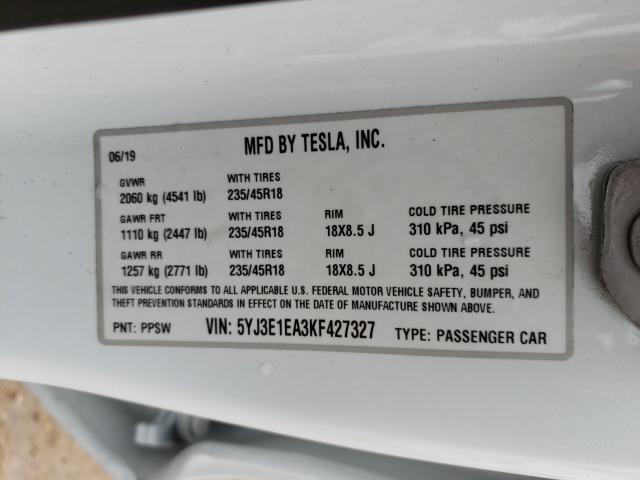 06/19 MFD BY TESLA, INC.
GVWR WITH TIRES
2060 kg (4541 lb) 235/45R18
GAWR FRT WITH TIRES RIM COLD TIRE PRESSURE
1110 kg (2447 lb) 235/45R18 18X8.5 J 310 kPa, 45 psi
GAWR RR WITH TIRES RIM COLD TIRE PRESSURE
1257 kg (2771 lb) 235/45R18 18X8.5 J 310 kPa, 45 psi
THIS VEHICLE CONFORMS TO ALL APPLICABLE U.S. FEDERAL MOTOR VEHICLE SAFETY, BUMPER, AND
THEFT PREVENTION STANDARDS IN EFFECT ON THE DATE OF MANUFACTURE SHOWN ABOVE.
PNT: PPSW VIN: 5YJ3E1EA3KF427327 TYPE: PASSENGER CAR